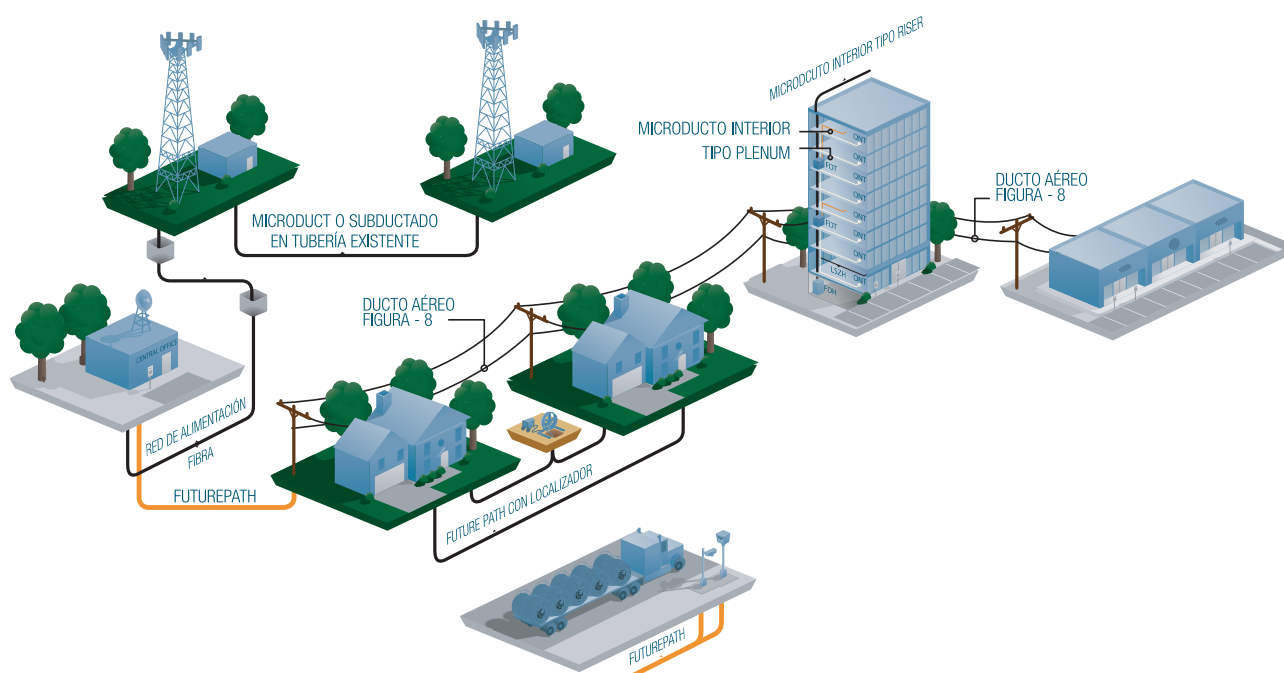 MICRODCUTO INTERIOR TIPO RISER
MICRODUCTO INTERIOR
TIPO PLENUM
ONT
ONT
FDT
ONT
ONT
ONT
FDT
ONT
ONT
ONT
LSZH
ONT
FDH
DUCTO AÉREO
FIGURA - 8
MICRODUCT O SUBDUCTADO
EN TUBERÍA EXISTENTE
DUCTO AÉREO
FIGURA - 8
CENTRAL OFFICE
RED DE ALIMENTACIÓN
FIBRA
FUTUREPATH
FUTURE PATH CON LOCALIZADOR
FUTUREPATH